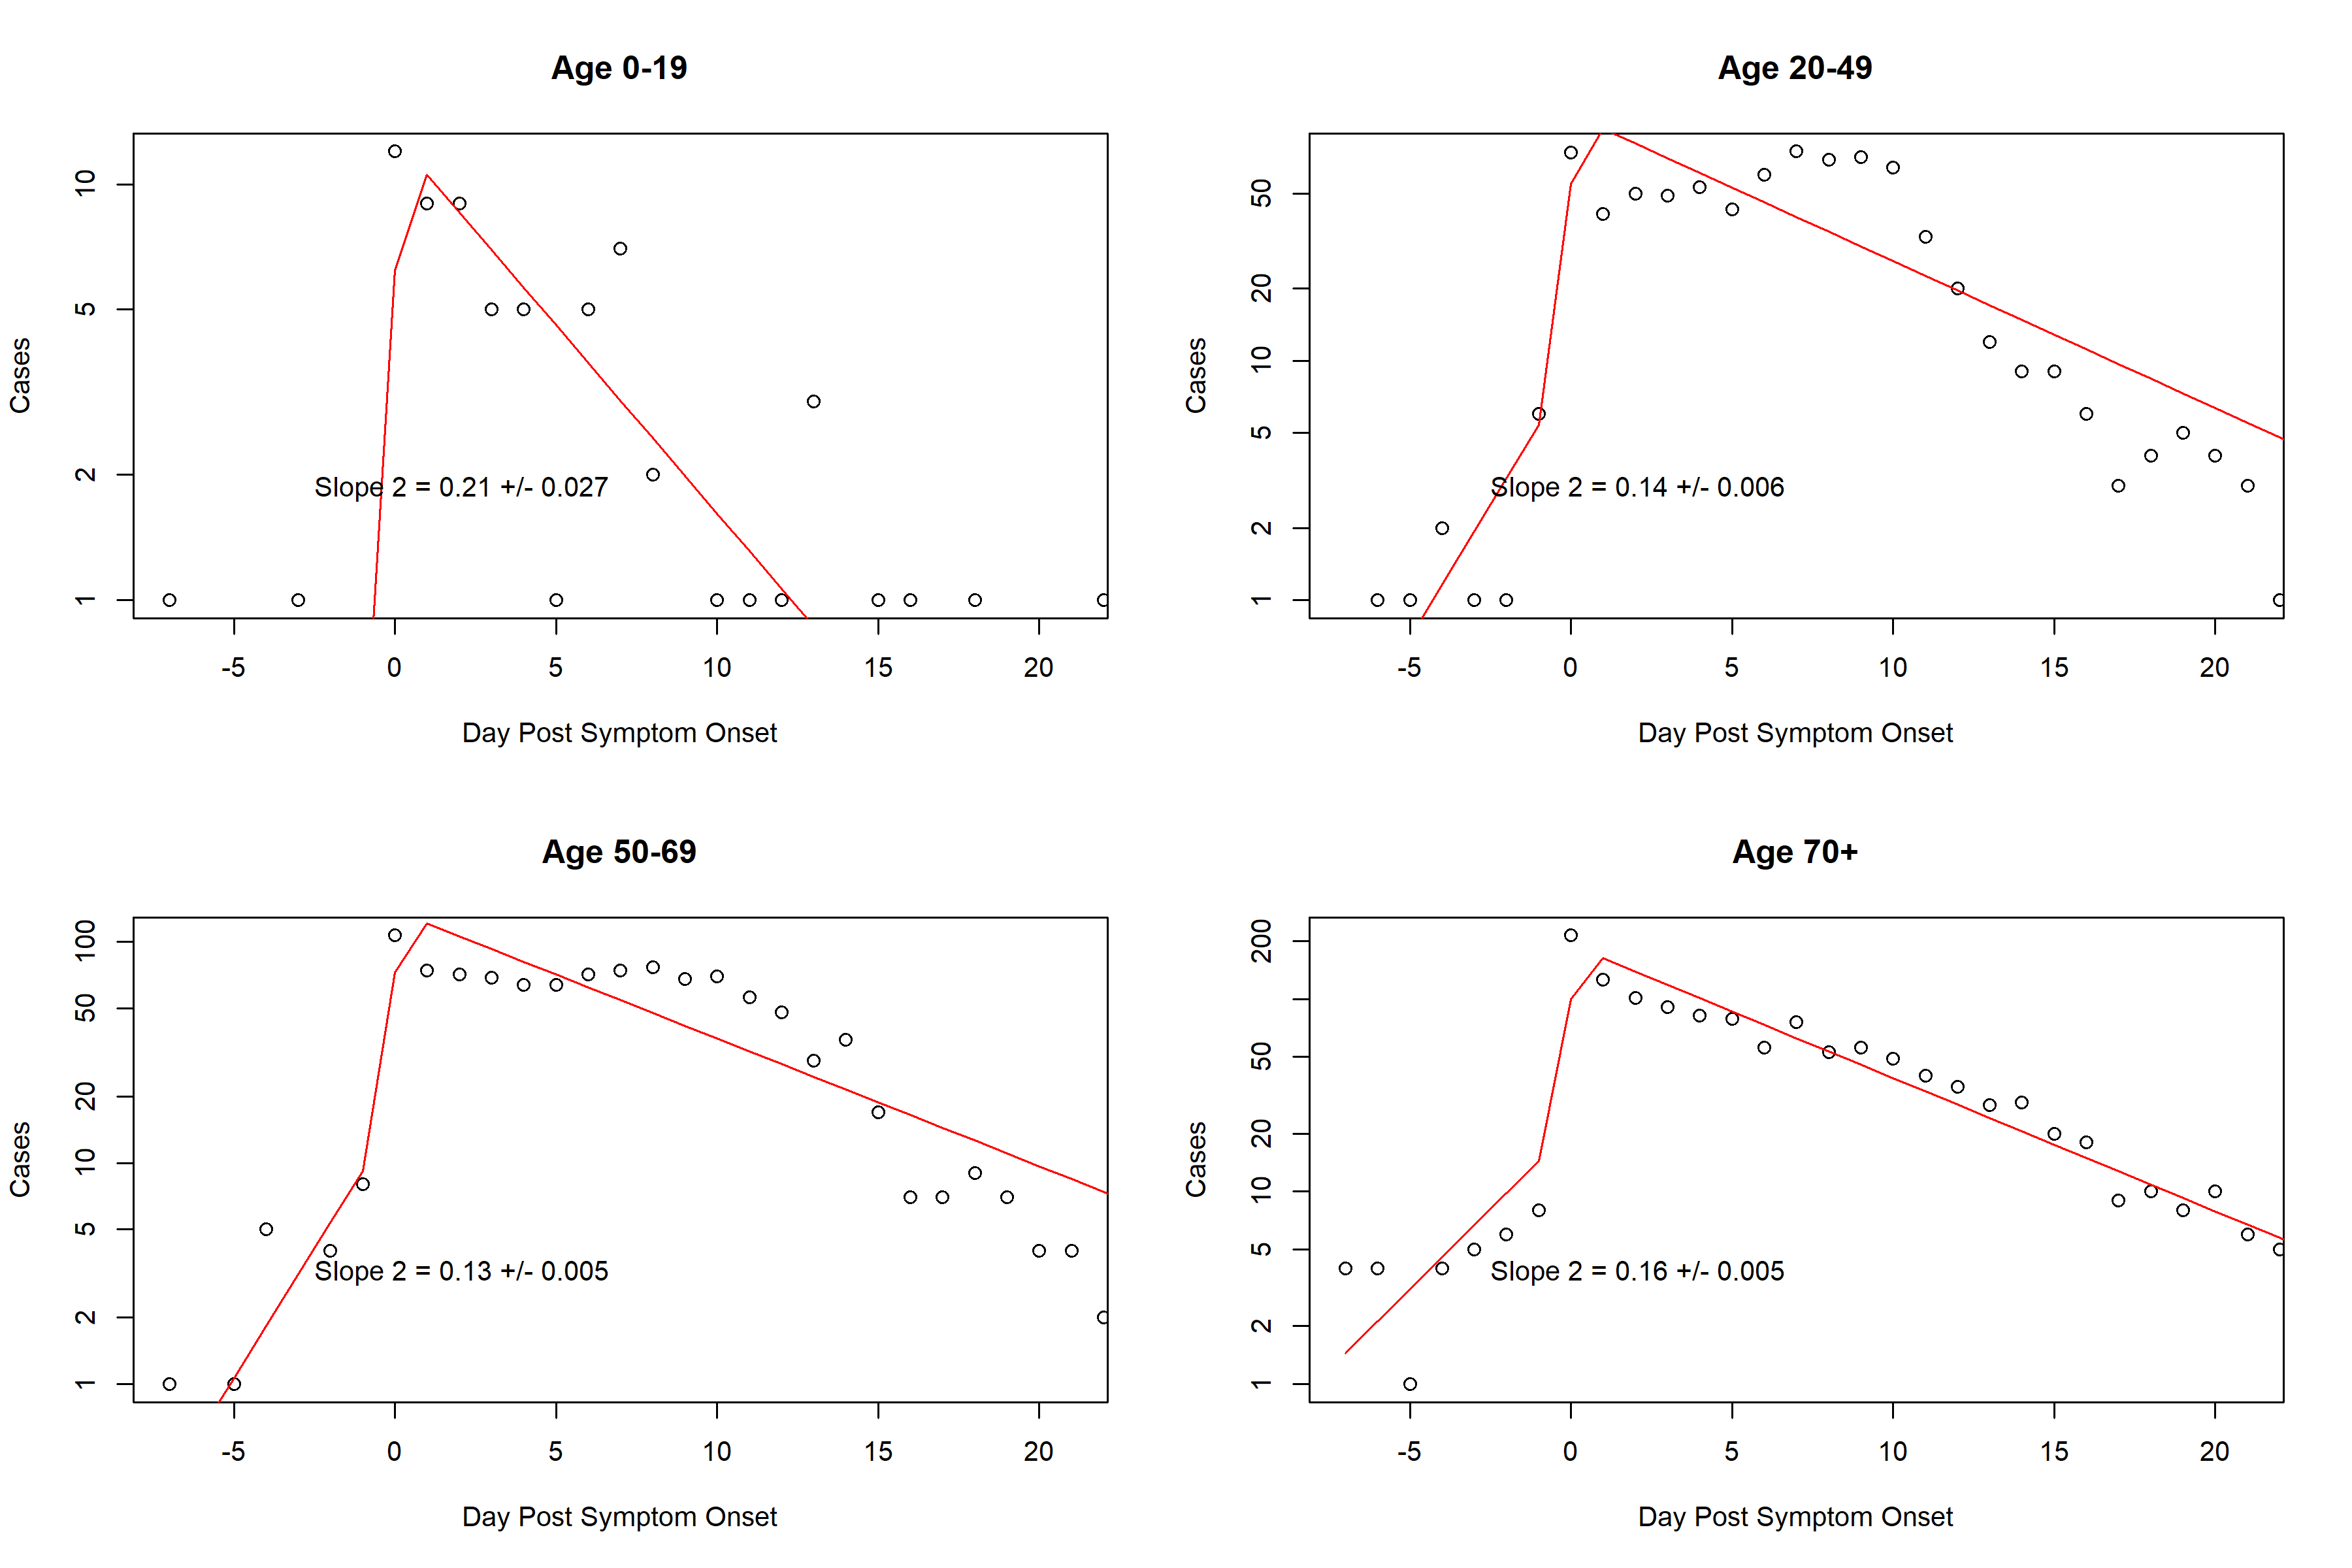 Age 0-19
Cases
10
5
2
1
Slope 2 = 0.21 +/- 0.027
-5 0 5 10 15 20
Day Post Symptom Onset
Age 20-49
Cases
50
20
10
5
2
1
Slope 2 = 0.14 +/- 0.006
-5 0 5 10 15 20
Day Post Symptom Onset
Age 50-69
Cases
100
50
20
10
5
2
1
Slope 2 = 0.13 +/- 0.005
-5 0 5 10 15 20
Day Post Symptom Onset
Age 70+
Cases
200
50
20
10
5
2
1
Slope 2 = 0.16 +/- 0.005
-5 0 5 10 15 20
Day Post Symptom Onset